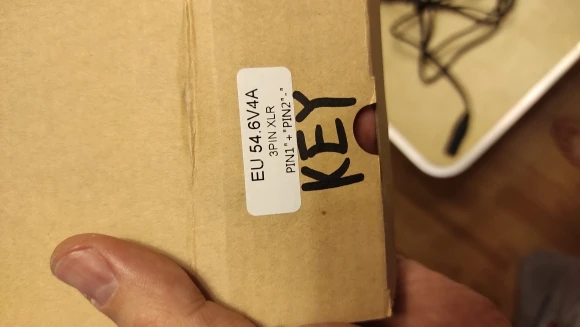 EU 54.6V4A
3PIN XLR
PIN1"+"PIN2"-"
KEY